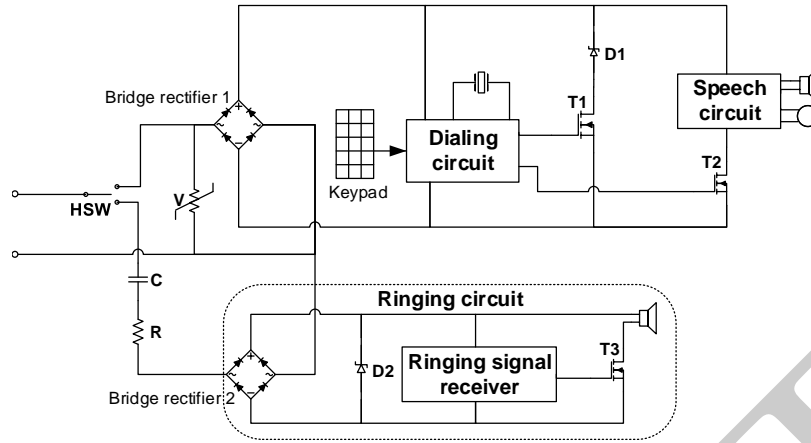 Bridge rectifier 1
+
~
~
−
HSW
V
C
R
Keypad
Dialing
circuit
T1
D1
Speech
circuit
T2
Ringing circuit
Bridge rectifier 2
+
~
~
−
D2
Ringing signal
receiver
T3